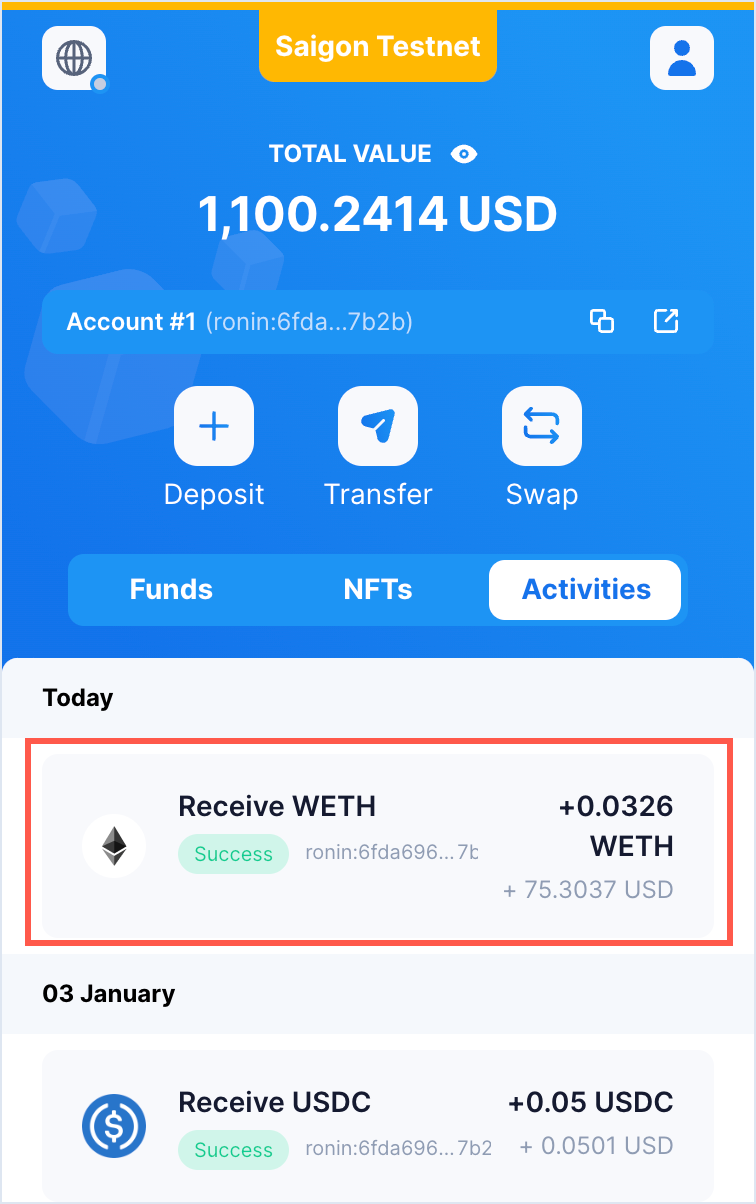 Saigon Testnet
TOTAL VALUE
1,100.2414 USD
Account #1 (ronin:6fda...7b2b)
Deposit Transfer Swap
Funds NFTs Activities
Today
Receive WETH +0.0326
WETH
Success ronin:6fda696...7b
+ 75.3037 USD
03 January
Receive USDC +0.05 USDC
Success ronin:6fda696...7b2 + 0.0501 USD